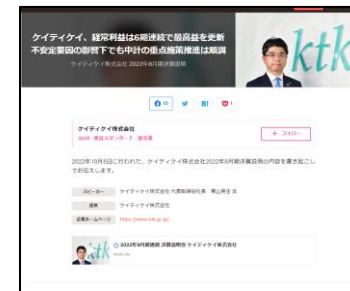 ケイティケイ、経常利益は6期連続で最高益を更新
不安定要因の影響下でも中計の重点施策推進は順調
ケイティケイ株式会社 2022年8月期決算説明
ktk
B!
ケイティケイ株式会社
+ フォロー
2022年10月5日に行われた、ケイティケイ株式会社2022年8月期決算説明の内容を書き起こし
でお伝えします。
スピーカー ケイティケイ株式会社 代表取締役社長
ケイティケイ株式会社
企業ホームページ https://www.ktk.gr.jp/
ktk
2022年8月期通期 決算説明会 ケイティケイ株式会社